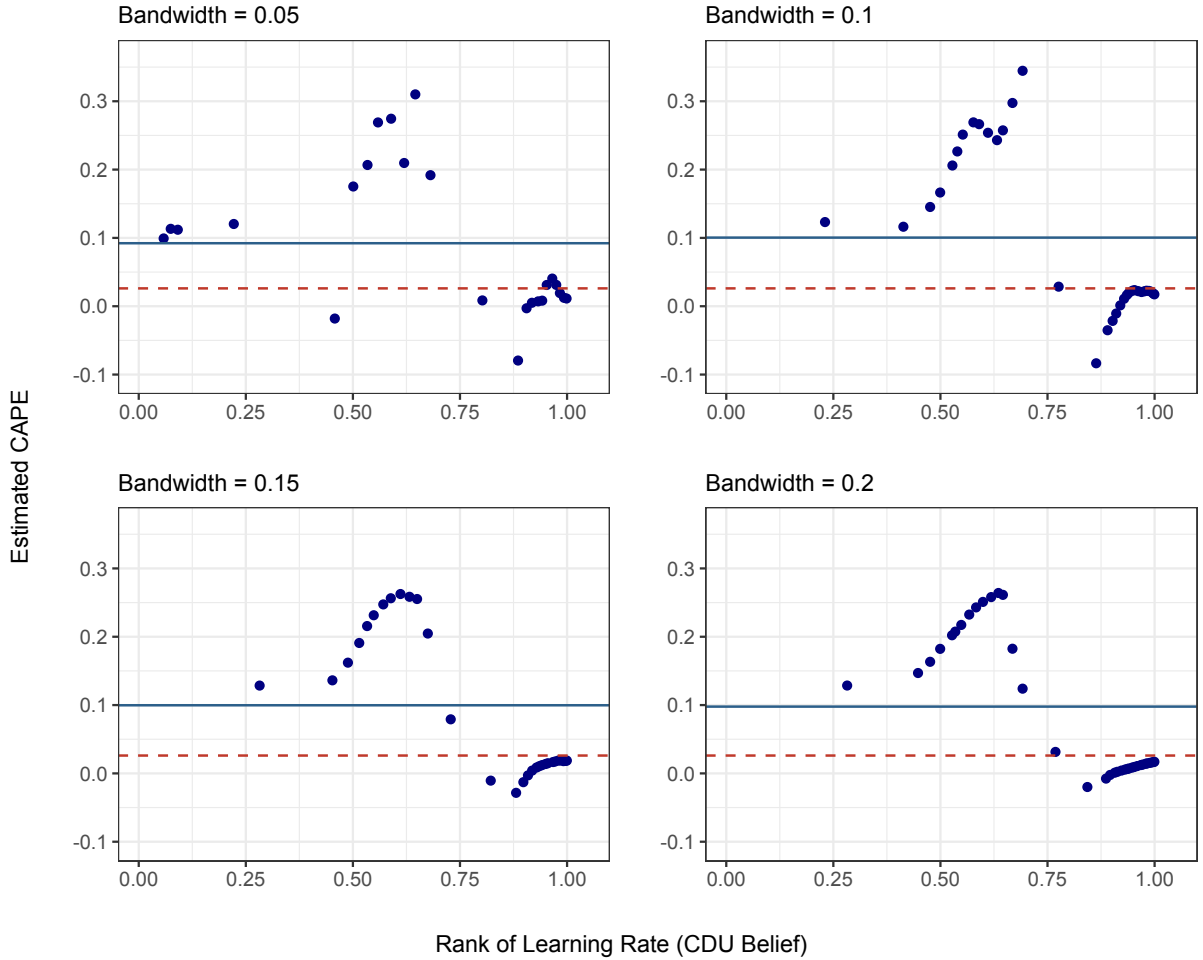 Bandwidth = 0.05
Bandwidth = 0.1
0.3
0.2
0.1
0.0
-0.1
0.00 0.25 0.50 0.75 1.00
0.3
0.2
0.1
0.0
-0.1
0.00 0.25 0.50 0.75 1.00
Estimated CAPE
Bandwidth = 0.15
Bandwidth = 0.2
0.3
0.2
0.1
0.0
-0.1
0.00 0.25 0.50 0.75 1.00
0.3
0.2
0.1
0.0
-0.1
0.00 0.25 0.50 0.75 1.00
Rank of Learning Rate (CDU Belief)